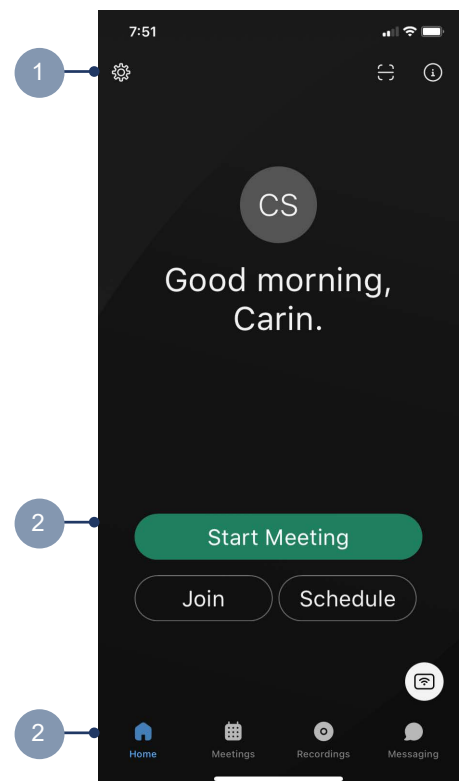 7:51
1
CS
Good morning,
Carin.
2
Start Meeting
Join Schedule
2
Home Meetings Recordings Messaging